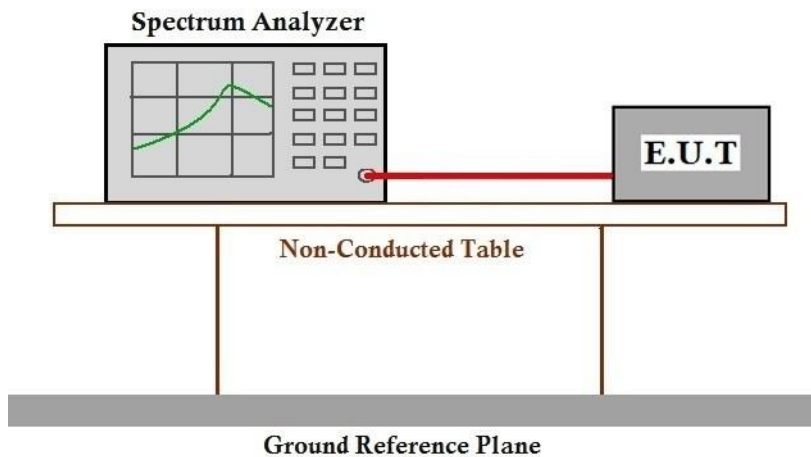 Spectrum Analyzer
E.U.T
Non-Conducted Table
Ground Reference Plane